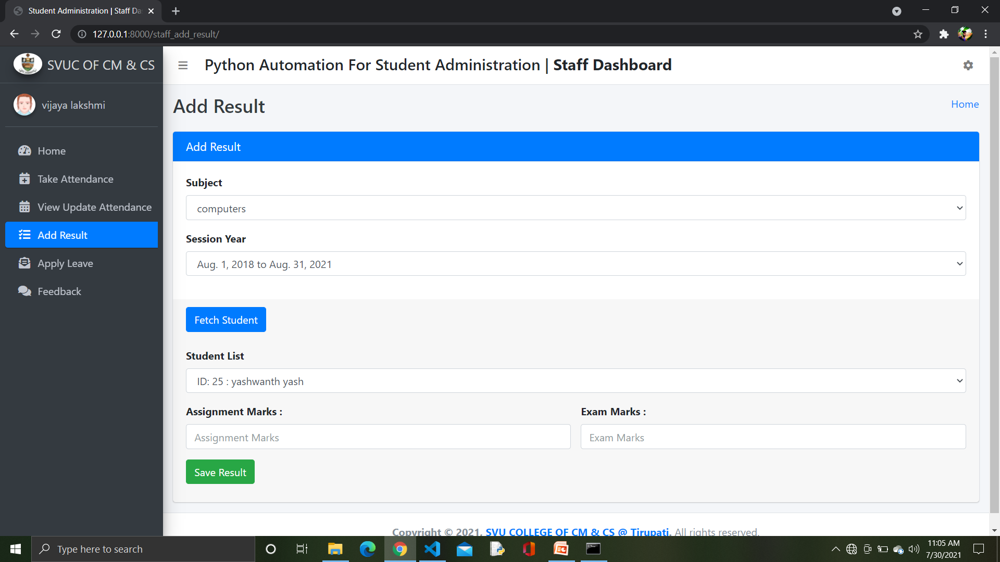 Student Administration | Staff Da
127.0.0.1:8000/staff_add_result/
SVUC OF CM & CS
Python Automation For Student Administration | Staff Dashboard
vijaya lakshmi
Add Result
Home
Home
Take Attendance
View Update Attendance
Add Result
Apply Leave
Feedback
Add Result
Subject
computers
Session Year
Aug. 1, 2018 to Aug. 31, 2021
Fetch Student
Student List
ID: 25 : yashwanth yash
Assignment Marks :
Exam Marks :
Assignment Marks
Exam Marks
Save Result
Copyright © 2021. SVU COLLEGE OF CM & CS @ Tirupati. All rights reserved.
Type here to search
11:05 AM
7/30/2021